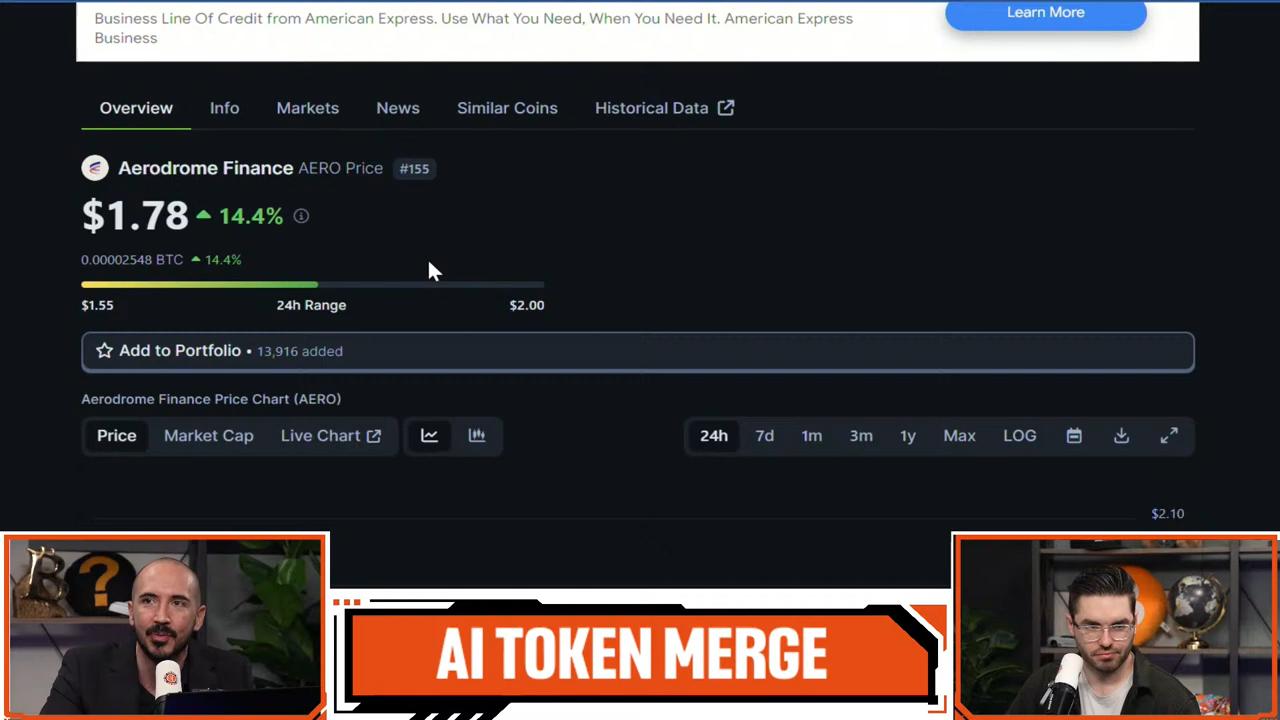 Business Line Of Credit from American Express. Use What You Need, When You Need It. American Express
Business
Learn More
Overview Info Markets News Similar Coins Historical Data
Aerodrome Finance AERO Price #155
$1.78 14.4%
0.00002548 BTC 14.4%
$1.55 24h Range $2.00
Add to Portfolio • 13,916 added
Aerodrome Finance Price Chart (AERO)
Price Market Cap Live Chart 24h 7d 1m 3m 1y Max LOG
$2.10
?
AI TOKEN MERGE